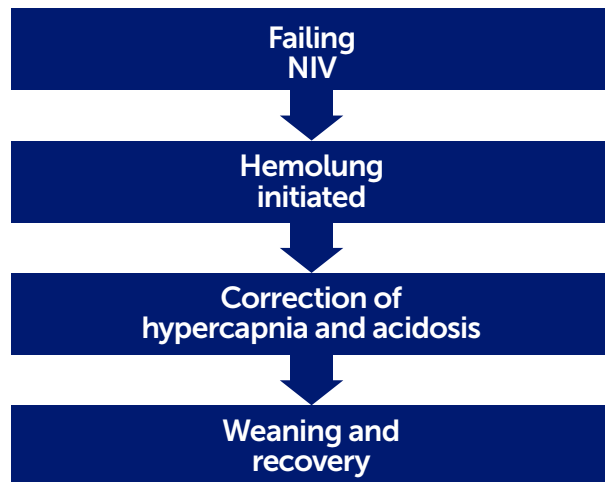 Failing
NIV
Hemolung
initiated
Correction of
hypercapnia and acidosis
Weaning and
recovery